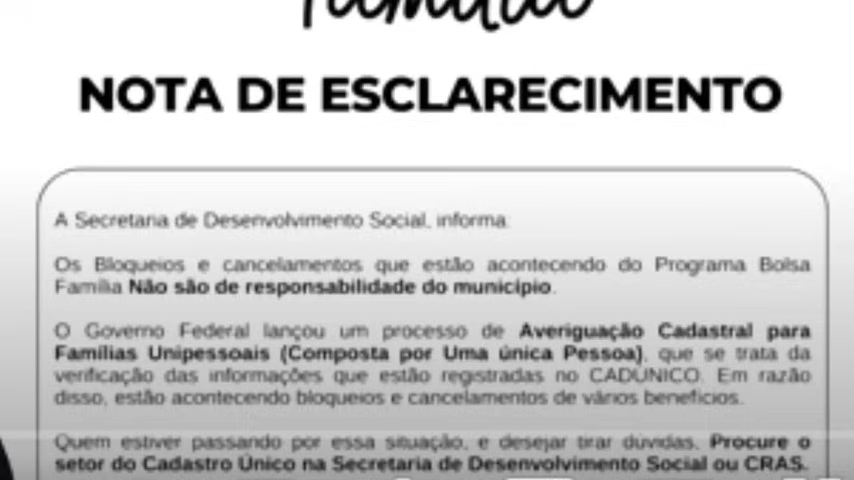 família
NOTA DE ESCLARECIMENTO
A Secretaria de Desenvolvimento Social, informa:
Os Bloqueios e cancelamentos que estão acontecendo do Programa Bolsa
Família Não são de responsabilidade do município.
O Governo Federal lançou um processo de Averiguação Cadastral para
Famílias Unipessoais (Composta por Uma única Pessoa), que se trata da
verificação das informações que estão registradas no CADÚNICO. Em razão
disso, estão acontecendo bloqueios e cancelamentos de vários benefícios.
Quem estiver passando por essa situação, e desejar tirar dúvidas, Procure o
setor do Cadastro Único na Secretaria de Desenvolvimento Social ou CRAS.